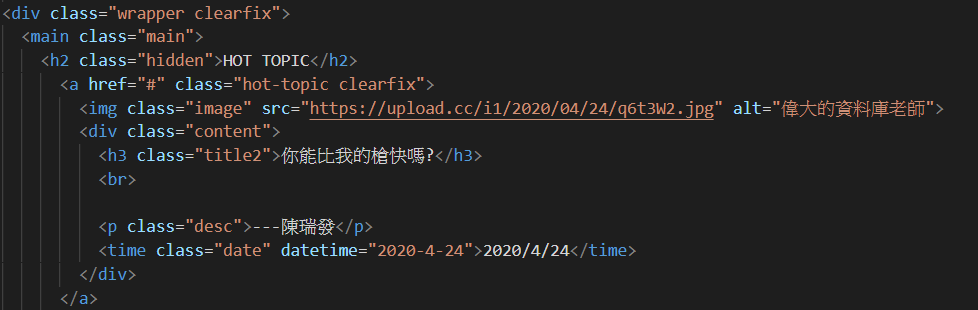 <div class="wrapper clearfix">
<main class="main">
<h2 class="hidden">HOT TOPIC</h2>
<a href="#" class="hot-topic clearfix">
<img class="image" src="https://upload.cc/i1/2020/04/24/q6t3W2.jpg" alt="偉大的資料庫老師">
<div class="content">
<h3 class="title2">你能比我的槍快嗎?</h3>
<br>
<p class="desc">---陳瑞發</p>
<time class="date" datetime="2020-4-24">2020/4/24</time>
</div>
</a>